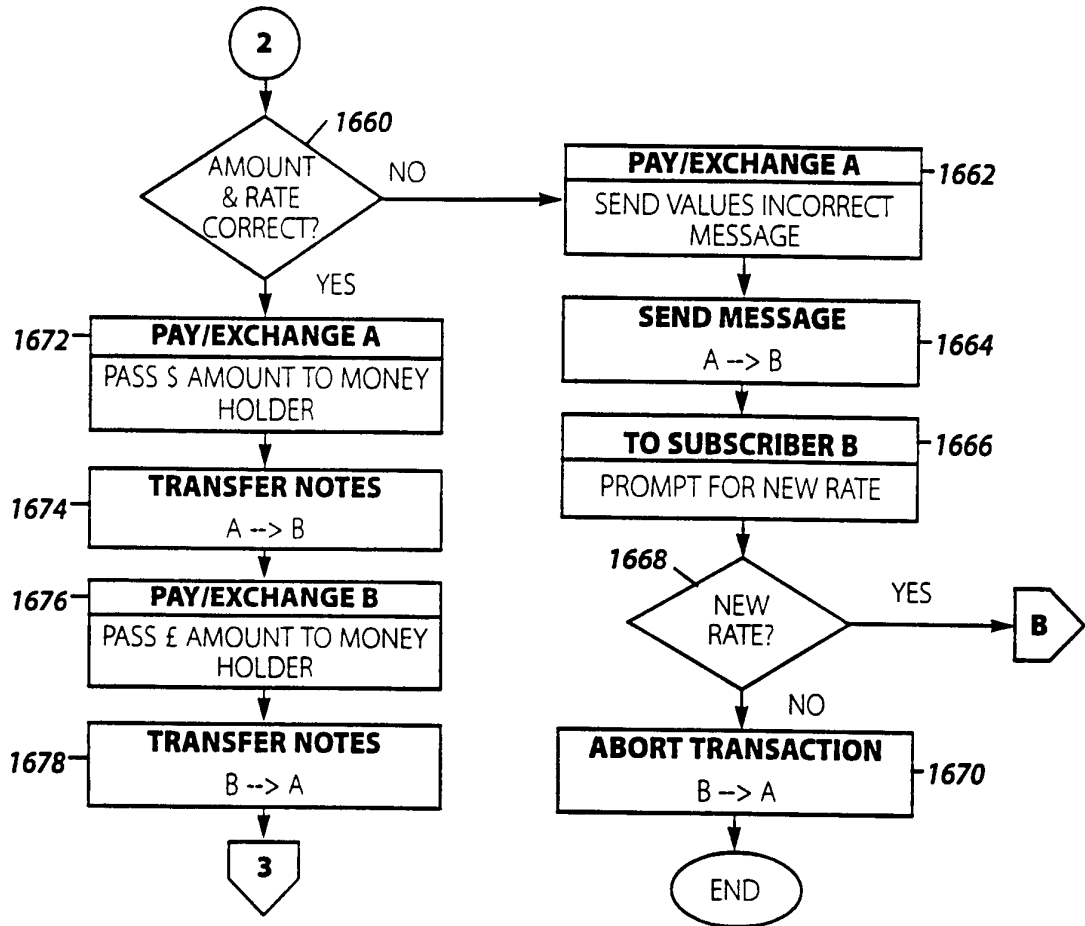 2
1660
AMOUNT
& RATE
CORRECT?
NO
YES
PAY/EXCHANGE A
1662
SEND VALUES INCORRECT
MESSAGE
SEND MESSAGE
1664
A --> B
TO SUBSCRIBER B
1666
PROMPT FOR NEW RATE
1668
NEW
RATE?
YES
B
NO
ABORT TRANSACTION
1670
B --> A
END
1672
PAY/EXCHANGE A
PASS $ AMOUNT TO MONEY
HOLDER
TRANSFER NOTES
1674
A --> B
1676
PAY/EXCHANGE B
PASS £ AMOUNT TO MONEY
HOLDER
TRANSFER NOTES
1678
B --> A
3